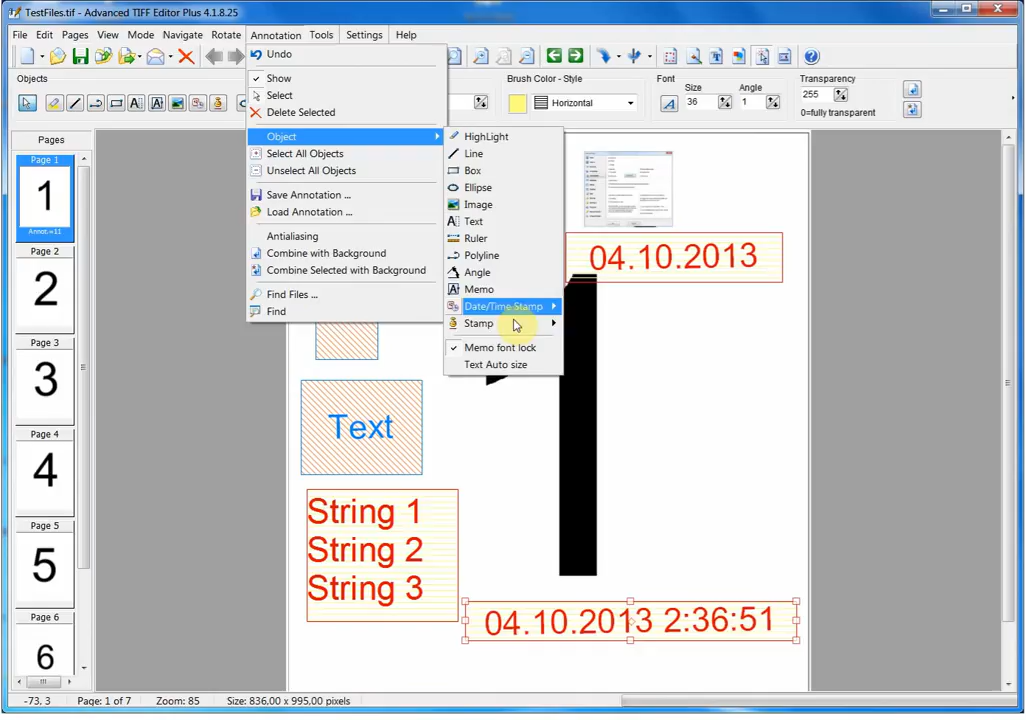 TestFiles.tif - Advanced TIFF Editor Plus 4.1.8.25
File Edit Pages View Mode Navigate Rotate Annotation Tools Settings Help
Objects
Brush Color - Style
Horizontal
Font
Size
36
Angle
1
Transparency
255
0=fully transparent
Undo
Show
Select
Delete Selected
Object
Select All Objects
Unselect All Objects
Save Annotation ...
Load Annotation ...
Antialiasing
Combine with Background
Combine Selected with Background
Find Files ...
Find
HighLight
Line
Box
Ellipse
Image
Text
Ruler
Polyline
Angle
Memo
Date/Time Stamp
Stamp
Memo font lock
Text Auto size
Pages
Page 1
1
Annot.=11
Page 2
2
Page 3
3
Page 4
4
Page 5
5
Page 6
6
04.10.2013
Text
String 1
String 2
String 3
04.10.2013 2:36:51
-73, 3
Page: 1 of 7
Zoom: 85
Size: 836,00 x 995,00 pixels